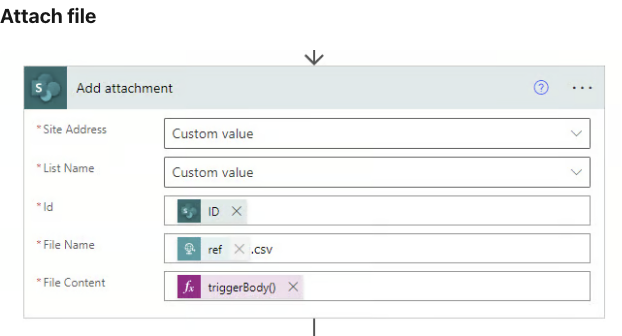 Attach file
S
Add attachment
?
...
* Site Address
Custom value
* List Name
Custom value
* Id
S ID ×
* File Name
ref × .csv
* File Content
fx triggerBody() ×